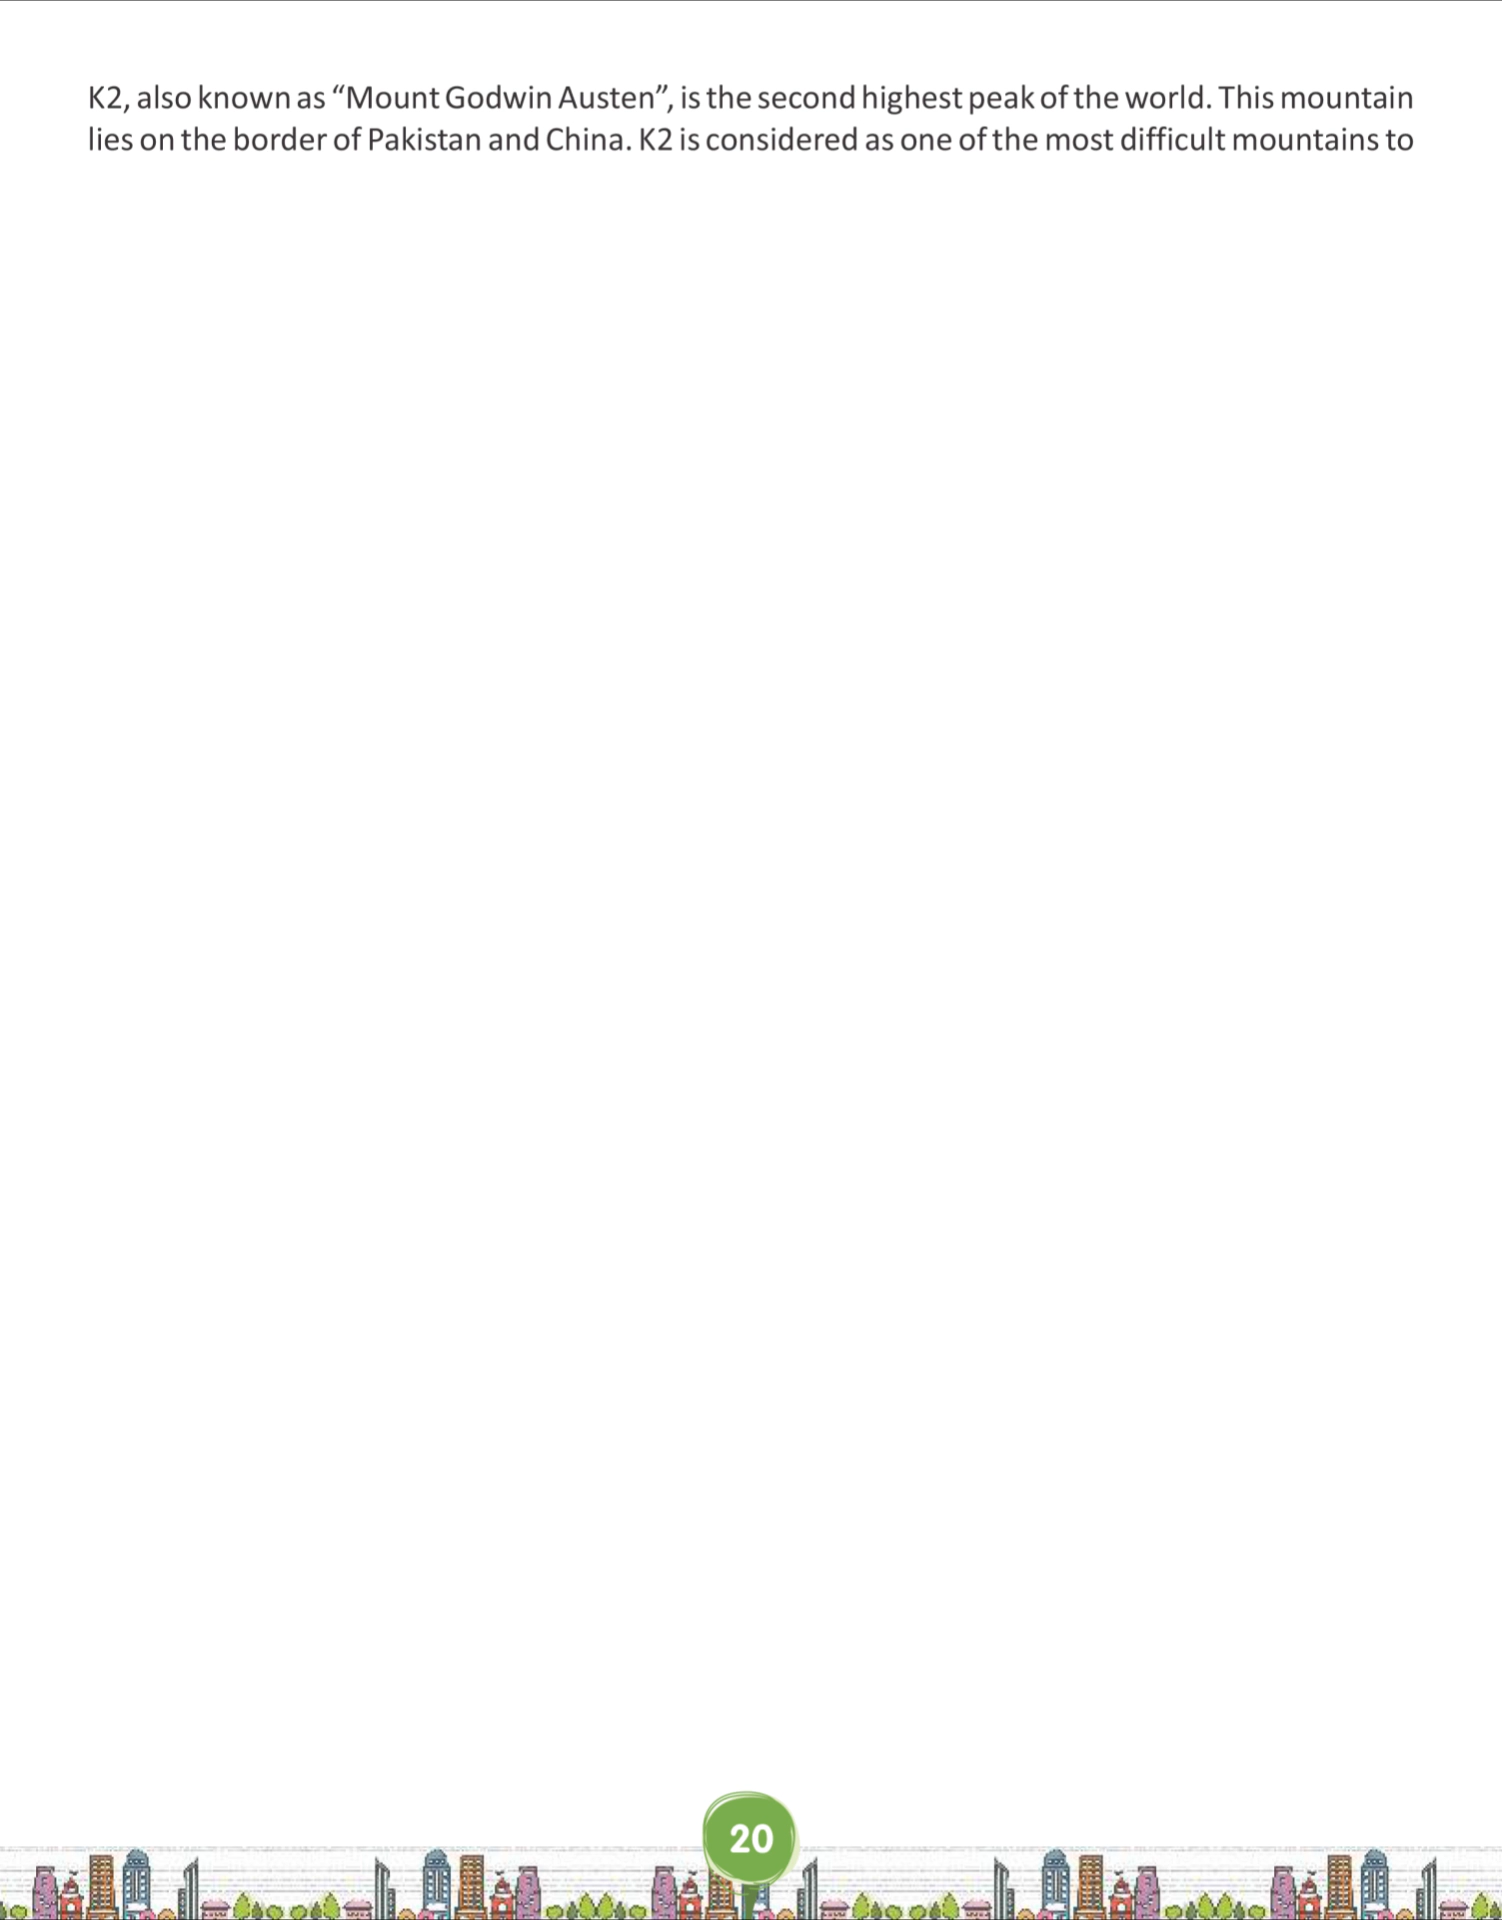 K2, also known as “Mount Godwin Austen”, is the second highest peak of the world. This mountain
lies on the border of Pakistan and China. K2 is considered as one of the most difficult mountains to
20